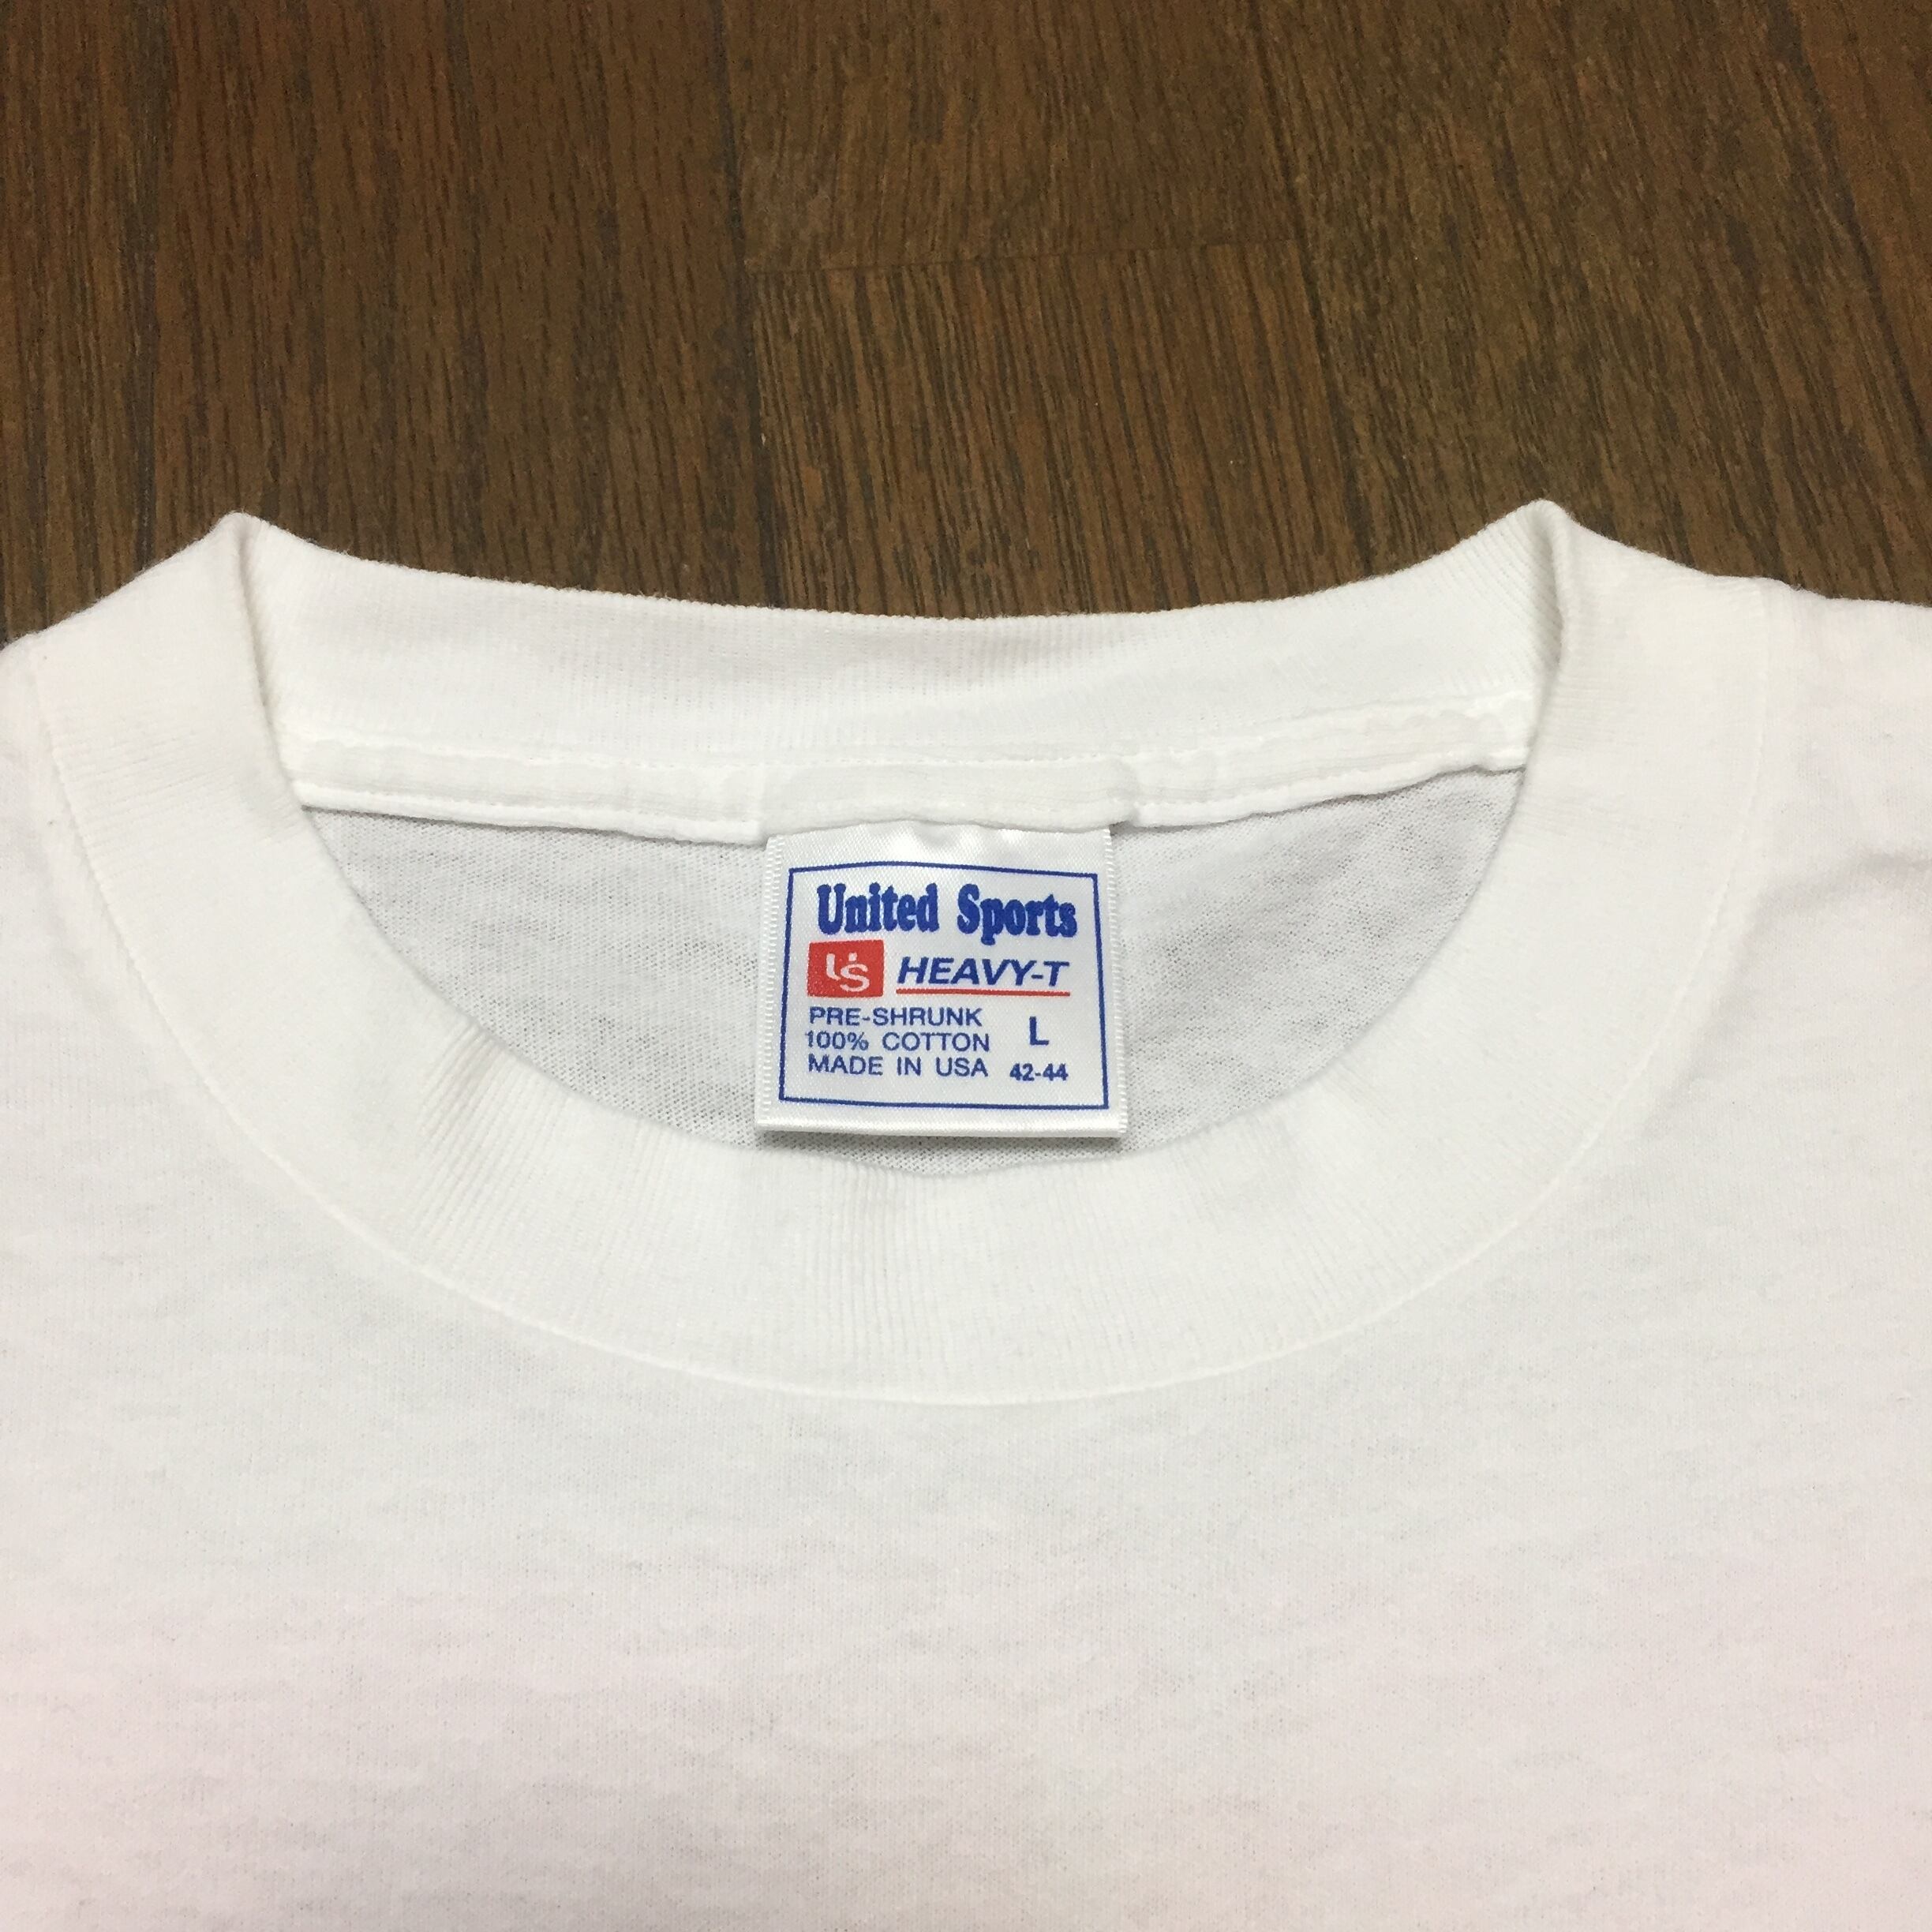 United Sports
US HEAVY-T
PRE-SHRUNK
100% COTTON L
MADE IN USA 42-44